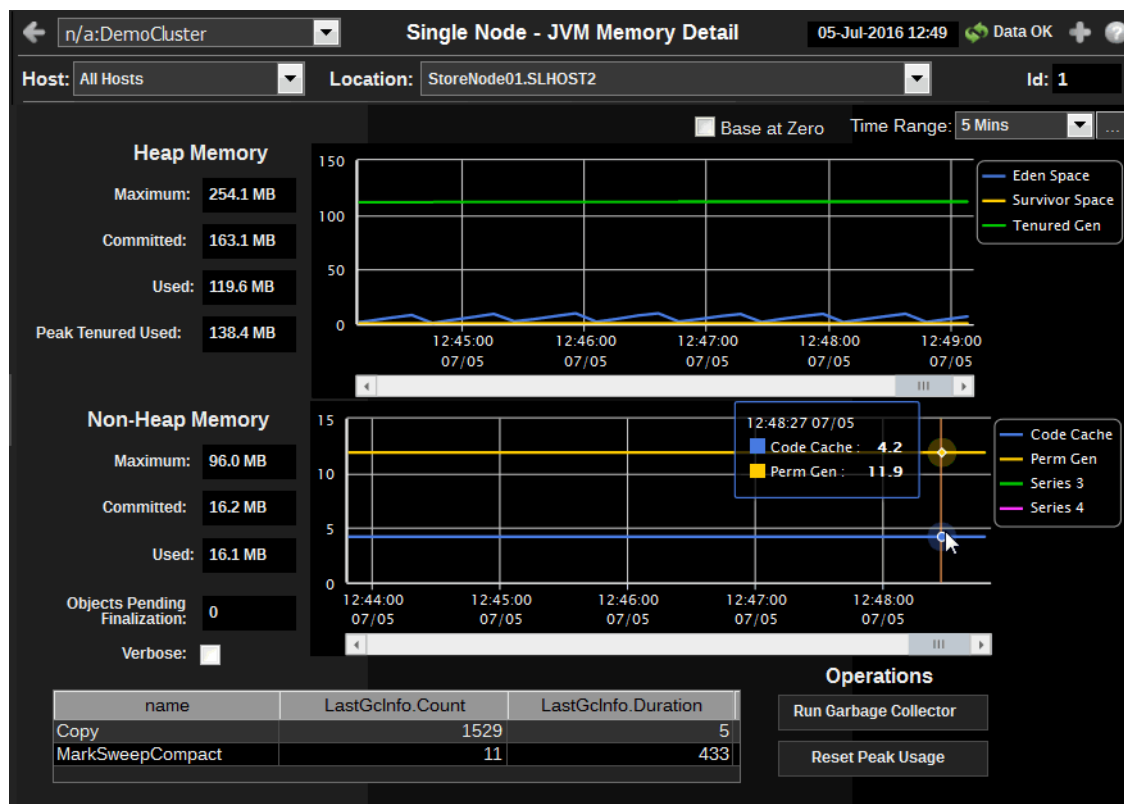 n/a:DemoCluster Single Node - JVM Memory Detail 05-Jul-2016 12:49 Data OK
Host: All Hosts Location: StoreNode01.SLHOST2 Id: 1
Base at Zero Time Range: 5 Mins ...
Heap Memory
Maximum: 254.1 MB
Committed: 163.1 MB
Used: 119.6 MB
Peak Tenured Used: 138.4 MB
150
100
50
0
12:45:00 12:46:00 12:47:00 12:48:00 12:49:00
07/05 07/05 07/05 07/05 07/05
Eden Space
Survivor Space
Tenured Gen
Non-Heap Memory
Maximum: 96.0 MB
Committed: 16.2 MB
Used: 16.1 MB
Objects Pending
Finalization: 0
Verbose:
15
10
5
0
12:48:27 07/05
Code Cache : 4.2
Perm Gen : 11.9
12:44:00 12:45:00 12:46:00 12:47:00 12:48:00
07/05 07/05 07/05 07/05 07/05
Code Cache
Perm Gen
Series 3
Series 4
name LastGcInfo.Count LastGcInfo.Duration
Copy 1529 5
MarkSweepCompact 11 433
Operations
Run Garbage Collector
Reset Peak Usage